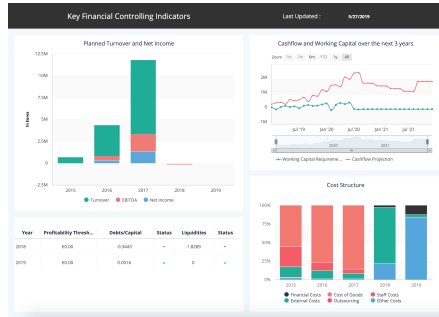 Key Financial Controlling Indicators
Last Updated :
5/27/2019
Planned Turnover and Net Income
12.5M
10M
7.5M
5M
2.5M
0
-2.5M
2015 2016 2017 2018 2019
Turnover EBITDA Net Income
Cashflow and Working Capital over the next 3 years
Zoom 1m 3m 6m YTD 1y All
2M
1M
0
-1M
Jul '19 Jan '20 Jul '20 Jan '21 Jul '21
2020 2021
Working Capital Requireme... Cashflow Projection
Year Profitability Thresh... Debts/Capital Status Liquidities Status
2018 €0.00 -0.3443 -1.8289
2019 €0.00 0.0016 0
Cost Structure
100%
75%
50%
25%
0%
2015 2016 2017 2018 2019
Financial Costs Cost of Goods Staff Costs
External Costs Outsourcing Other Costs